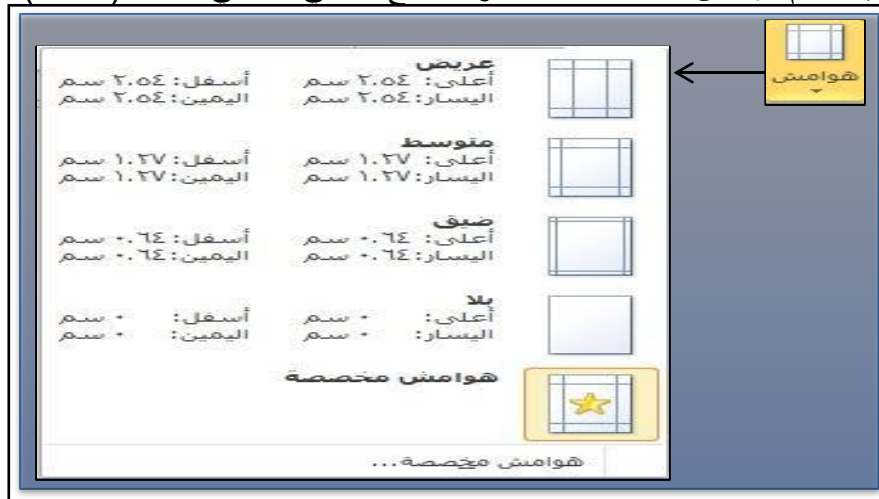 هوامش
عريض
أعلى: ٢.٥٤ سم أسفل: ٢.٥٤ سم
اليسار: ٢.٥٤ سم اليمين: ٢.٥٤ سم
متوسط
أعلى: ١.٢٧ سم أسفل: ١.٢٧ سم
اليسار: ١.٢٧ سم اليمين: ١.٢٧ سم
ضيق
أعلى: ٠.٦٤ سم أسفل: ٠.٦٤ سم
اليسار: ٠.٦٤ سم اليمين: ٠.٦٤ سم
بلا
أعلى: ٠ سم أسفل: ٠ سم
اليسار: ٠ سم اليمين: ٠ سم
هوامش مخصصة
هوامش مخصصة...